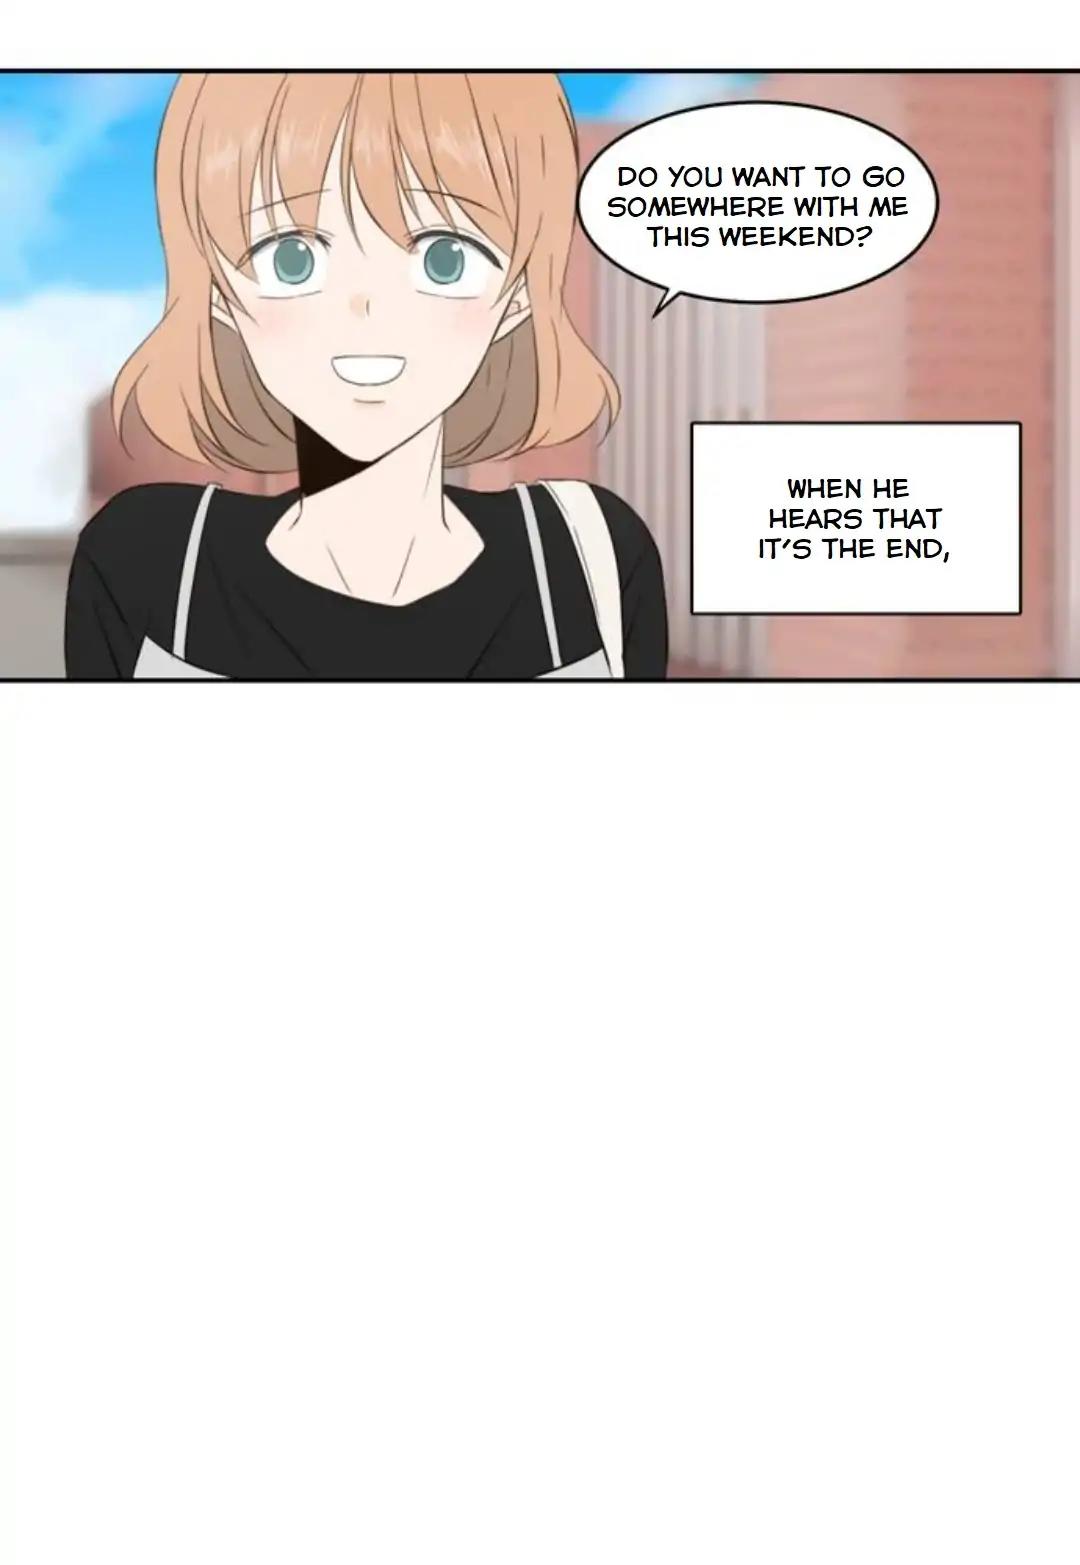 DO YOU WANT TO GO
SOMEWHERE WITH ME
THIS WEEKEND?
WHEN HE
HEARS THAT
IT'S THE END,